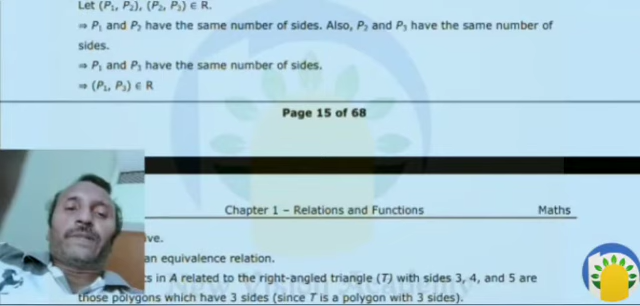 Let (P1, P2), (P2, P3) ∈ R.
⇒ P1 and P2 have the same number of sides. Also, P2 and P3 have the same number of
sides.
⇒ P1 and P3 have the same number of sides.
⇒ (P1, P3) ∈ R
Page 15 of 68
Chapter 1 – Relations and Functions Maths
an equivalence relation.
in A related to the right-angled triangle (T) with sides 3, 4, and 5 are
those polygons which have 3 sides (since T is a polygon with 3 sides).